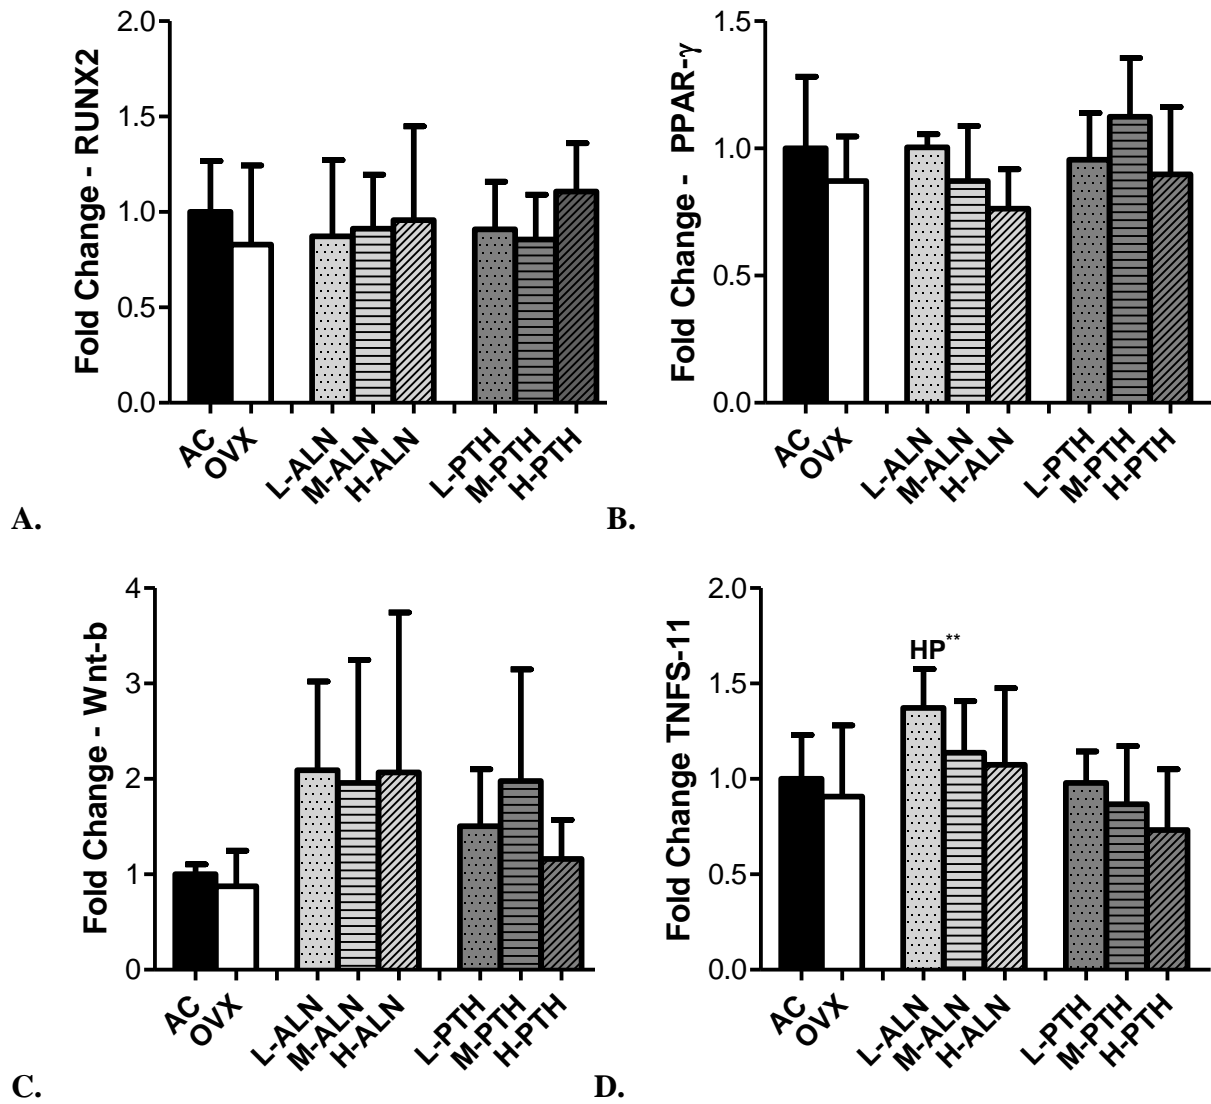 Fold Change - RUNX2
2.0
1.5
1.0
0.5
0.0
AC
OVX
L-ALN
M-ALN
H-ALN
L-PTH
M-PTH
H-PTH
A.
Fold Change - PPAR-γ
1.5
1.0
0.5
0.0
AC
OVX
L-ALN
M-ALN
H-ALN
L-PTH
M-PTH
H-PTH
B.
Fold Change - Wnt-b
4
3
2
1
0
AC
OVX
L-ALN
M-ALN
H-ALN
L-PTH
M-PTH
H-PTH
C.
Fold Change TNFS-11
2.0
1.5
1.0
0.5
0.0
HP**
AC
OVX
L-ALN
M-ALN
H-ALN
L-PTH
M-PTH
H-PTH
D.